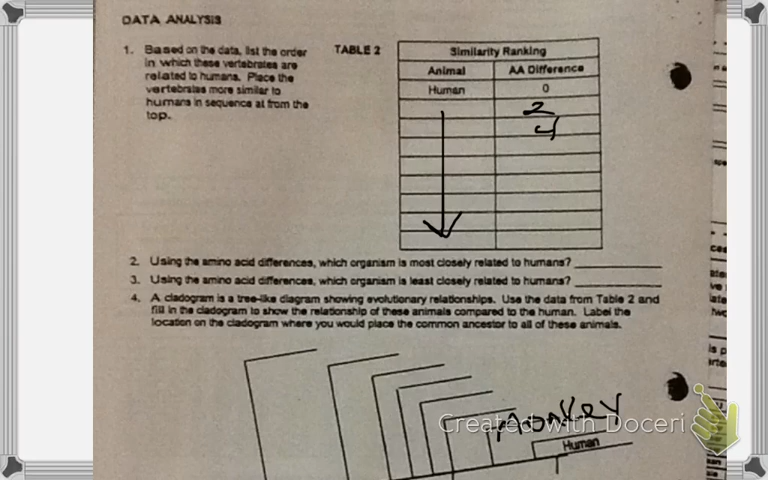 DATA ANALYSIS
1. Based on the data, list the order
in which these vertebrates are
related to humans. Place the
vertebrates more similar to
humans in sequence at from the
top.
TABLE 2
Similarity Ranking
Animal AA Difference
Human 0
2
4
2. Using the amino acid differences, which organism is most closely related to humans?
3. Using the amino acid differences, which organism is least closely related to humans?
4. A cladogram is a tree-like diagram showing evolutionary relationships. Use the data from Table 2 and
fill in the cladogram to show the relationship of these animals compared to the human. Label the
location on the cladogram where you would place the common ancestor to all of these animals.
monkey
Created with Doceri
Human